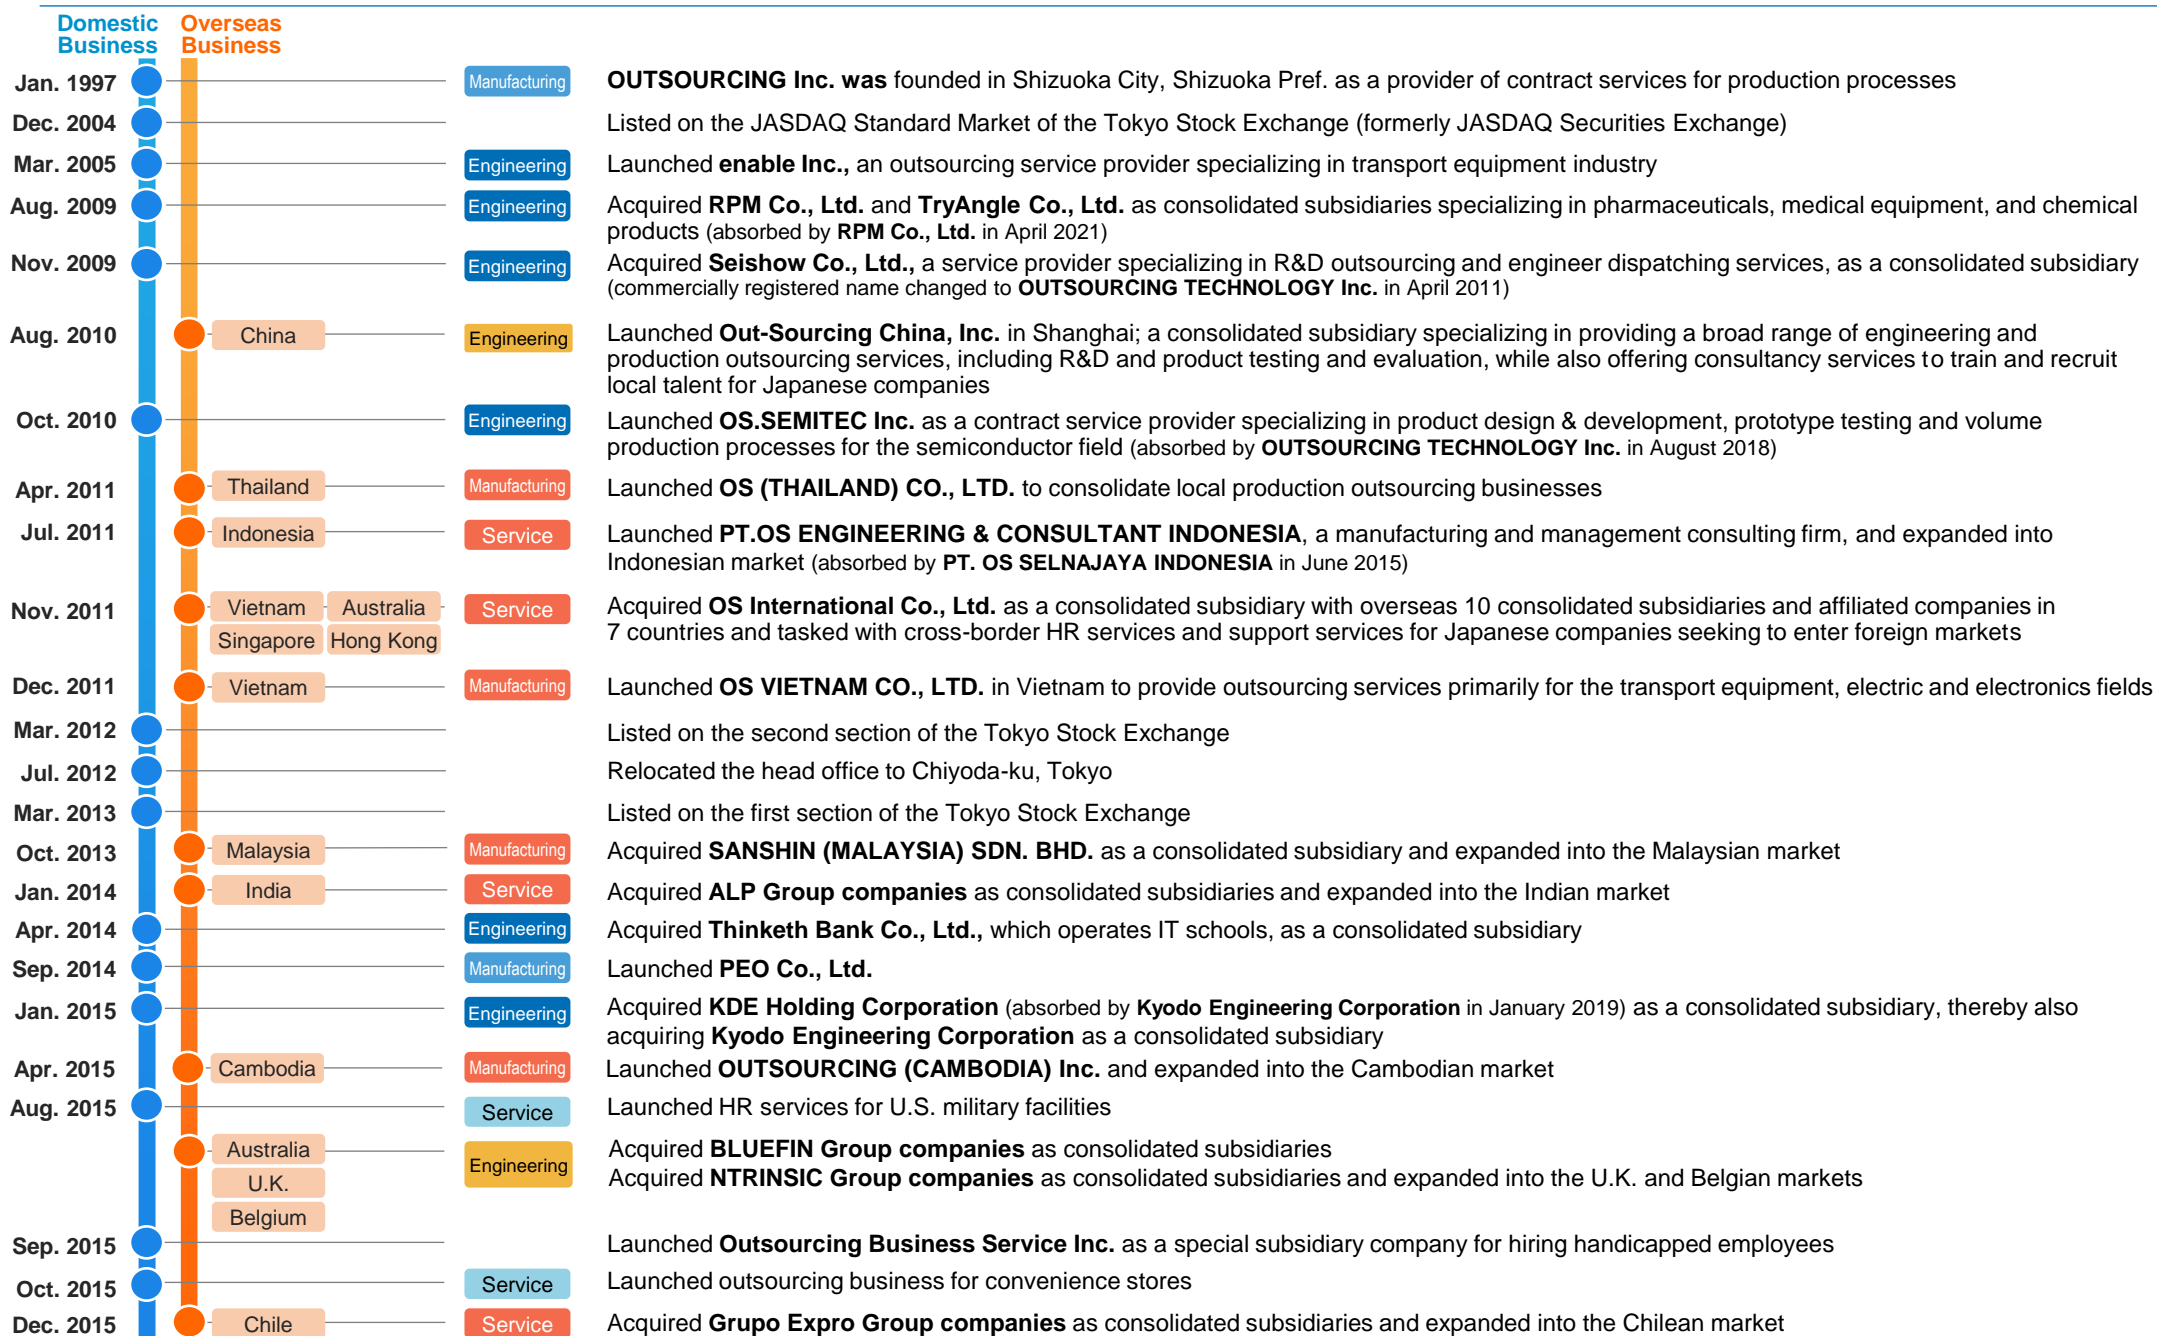 Domestic Business
Overseas Business
Jan. 1997 Manufacturing OUTSOURCING Inc. was founded in Shizuoka City, Shizuoka Pref. as a provider of contract services for production processes
Dec. 2004 Listed on the JASDAQ Standard Market of the Tokyo Stock Exchange (formerly JASDAQ Securities Exchange)
Mar. 2005 Engineering Launched enable Inc., an outsourcing service provider specializing in transport equipment industry
Aug. 2009 Engineering Acquired RPM Co., Ltd. and TryAngle Co., Ltd. as consolidated subsidiaries specializing in pharmaceuticals, medical equipment, and chemical
products (absorbed by RPM Co., Ltd. in April 2021)
Nov. 2009 Engineering Acquired Seishow Co., Ltd., a service provider specializing in R&D outsourcing and engineer dispatching services, as a consolidated subsidiary
(commercially registered name changed to OUTSOURCING TECHNOLOGY Inc. in April 2011)
Aug. 2010 China Engineering Launched Out-Sourcing China, Inc. in Shanghai; a consolidated subsidiary specializing in providing a broad range of engineering and
production outsourcing services, including R&D and product testing and evaluation, while also offering consultancy services to train and recruit
local talent for Japanese companies
Oct. 2010 Engineering Launched OS.SEMITEC Inc. as a contract service provider specializing in product design & development, prototype testing and volume
production processes for the semiconductor field (absorbed by OUTSOURCING TECHNOLOGY Inc. in August 2018)
Apr. 2011 Thailand Manufacturing Launched OS (THAILAND) CO., LTD. to consolidate local production outsourcing businesses
Jul. 2011 Indonesia Service Launched PT.OS ENGINEERING & CONSULTANT INDONESIA, a manufacturing and management consulting firm, and expanded into
Indonesian market (absorbed by PT. OS SELNAJAYA INDONESIA in June 2015)
Nov. 2011 Vietnam Australia Service Acquired OS International Co., Ltd. as a consolidated subsidiary with overseas 10 consolidated subsidiaries and affiliated companies in
Singapore Hong Kong 7 countries and tasked with cross-border HR services and support services for Japanese companies seeking to enter foreign markets
Dec. 2011 Vietnam Manufacturing Launched OS VIETNAM CO., LTD. in Vietnam to provide outsourcing services primarily for the transport equipment, electric and electronics fields
Mar. 2012 Listed on the second section of the Tokyo Stock Exchange
Jul. 2012 Relocated the head office to Chiyoda-ku, Tokyo
Mar. 2013 Listed on the first section of the Tokyo Stock Exchange
Oct. 2013 Malaysia Manufacturing Acquired SANSHIN (MALAYSIA) SDN. BHD. as a consolidated subsidiary and expanded into the Malaysian market
Jan. 2014 India Service Acquired ALP Group companies as consolidated subsidiaries and expanded into the Indian market
Apr. 2014 Engineering Acquired Thinketh Bank Co., Ltd., which operates IT schools, as a consolidated subsidiary
Sep. 2014 Manufacturing Launched PEO Co., Ltd.
Jan. 2015 Engineering Acquired KDE Holding Corporation (absorbed by Kyodo Engineering Corporation in January 2019) as a consolidated subsidiary, thereby also
acquiring Kyodo Engineering Corporation as a consolidated subsidiary
Apr. 2015 Cambodia Manufacturing Launched OUTSOURCING (CAMBODIA) Inc. and expanded into the Cambodian market
Aug. 2015 Service Launched HR services for U.S. military facilities
Australia Engineering Acquired BLUEFIN Group companies as consolidated subsidiaries
U.K. Acquired NTRINSIC Group companies as consolidated subsidiaries and expanded into the U.K. and Belgian markets
Belgium
Sep. 2015 Launched Outsourcing Business Service Inc. as a special subsidiary company for hiring handicapped employees
Oct. 2015 Service Launched outsourcing business for convenience stores
Dec. 2015 Chile Service Acquired Grupo Expro Group companies as consolidated subsidiaries and expanded into the Chilean market